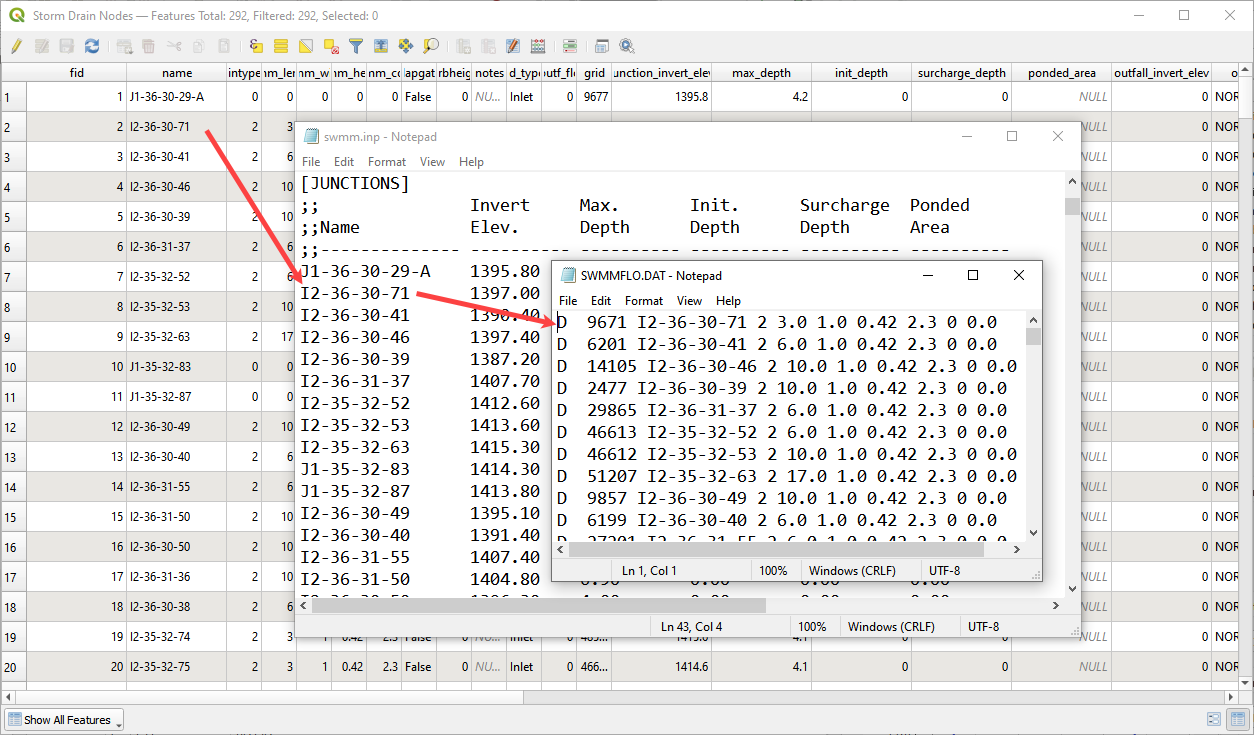 Storm Drain Nodes — Features Total: 292, Filtered: 292, Selected: 0
fid name intype nm_ler nm_w nm_he nm_co lapgat rbheig notes d_type outf_flo grid unction_invert_elev max_depth init_depth surcharge_depth ponded_area outfall_invert_elev o
1 1 J1-36-30-29-A 0 0 0 0 0 False 0 NU... Inlet 0 9677 1395.8 4.2 0 0 NULL 0 NOR
2 2 I2-36-30-71 2 3 NULL 0 NOR
3 3 I2-36-30-41 2 6 NULL 0 NOR
4 4 I2-36-30-46 2 10 NULL 0 NOR
5 5 I2-36-30-39 2 10 NULL 0 NOR
6 6 I2-36-31-37 2 6 NULL 0 NOR
7 7 I2-35-32-52 2 6 NULL 0 NOR
8 8 I2-35-32-53 2 10 NULL 0 NOR
9 9 I2-35-32-63 2 17 NULL 0 NOR
10 10 J1-35-32-83 0 0 NULL 0 NOR
11 11 J1-35-32-87 0 0 NULL 0 NOR
12 12 I2-36-30-49 2 10 NULL 0 NOR
13 13 I2-36-30-40 2 6 NULL 0 NOR
14 14 I2-36-31-55 2 6 NULL 0 NOR
15 15 I2-36-31-50 2 10 NULL 0 NOR
16 16 I2-36-30-50 2 10 NULL 0 NOR
17 17 I2-36-31-36 2 10 NULL 0 NOR
18 18 I2-36-30-38 2 6 NULL 0 NOR
19 19 I2-35-32-74 2 3 1 0.42 2.3 False 0 NU... Inlet 0 465... 1415.6 4.1 0 0 NULL 0 NOR
20 20 I2-35-32-75 2 3 1 0.42 2.3 False 0 NU... Inlet 0 466... 1414.6 4.1 0 0 NULL 0 NOR
Show All Features
swmm.inp - Notepad
File Edit Format View Help
[JUNCTIONS]
;; Invert Max. Init. Surcharge Ponded
;;Name Elev. Depth Depth Depth Area
;;-------------- ---------- ---------- ---------- ---------- ----------
J1-36-30-29-A 1395.80
I2-36-30-71 1397.00
I2-36-30-41 1390.40
I2-36-30-46 1397.40
I2-36-30-39 1387.20
I2-36-31-37 1407.70
I2-35-32-52 1412.60
I2-35-32-53 1413.60
I2-35-32-63 1415.30
J1-35-32-83 1414.30
J1-35-32-87 1413.80
I2-36-30-49 1395.10
I2-36-30-40 1391.40
I2-36-31-55 1407.40
I2-36-31-50 1404.80
Ln 43, Col 4 100% Windows (CRLF) UTF-8
SWMMFLO.DAT - Notepad
File Edit Format View Help
D 9671 I2-36-30-71 2 3.0 1.0 0.42 2.3 0 0.0
D 6201 I2-36-30-41 2 6.0 1.0 0.42 2.3 0 0.0
D 14105 I2-36-30-46 2 10.0 1.0 0.42 2.3 0 0.0
D 2477 I2-36-30-39 2 10.0 1.0 0.42 2.3 0 0.0
D 29865 I2-36-31-37 2 6.0 1.0 0.42 2.3 0 0.0
D 46613 I2-35-32-52 2 6.0 1.0 0.42 2.3 0 0.0
D 46612 I2-35-32-53 2 10.0 1.0 0.42 2.3 0 0.0
D 51207 I2-35-32-63 2 17.0 1.0 0.42 2.3 0 0.0
D 9857 I2-36-30-49 2 10.0 1.0 0.42 2.3 0 0.0
D 6199 I2-36-30-40 2 6.0 1.0 0.42 2.3 0 0.0
D 27201 I2-36-31-55 2 6.0 1.0 0.42 2.3 0 0.0
Ln 1, Col 1 100% Windows (CRLF) UTF-8